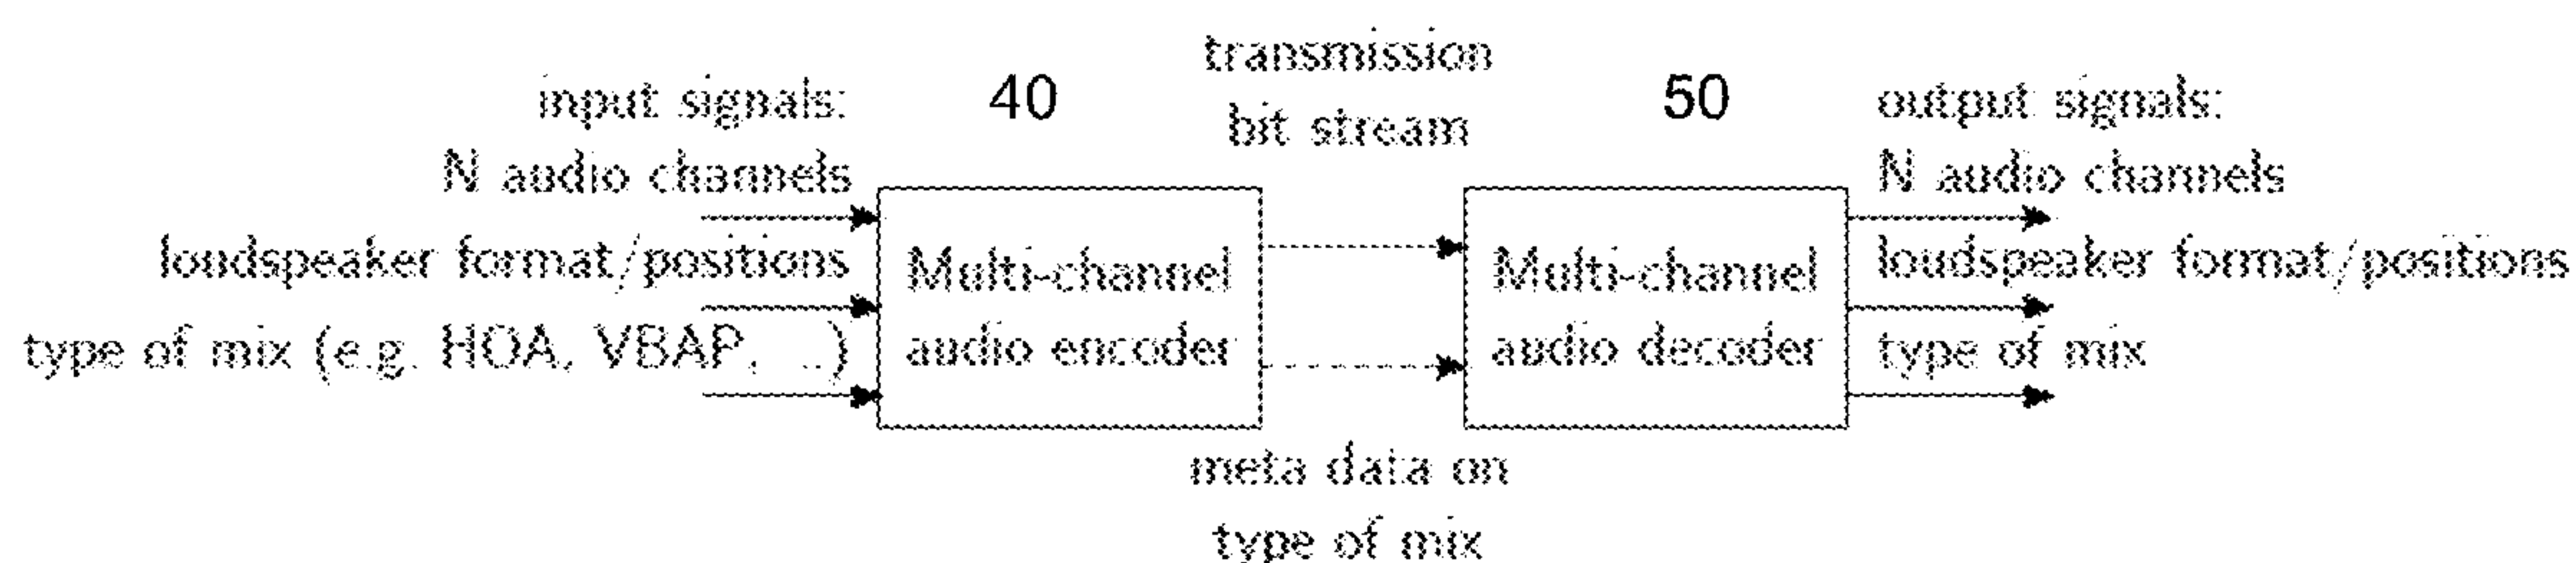 input signals:
N audio channels
loudspeaker format/positions
type of mix (e.g. HOA, VBAP, ...)
40
Multi-channel
audio encoder
transmission
bit stream
meta data on
type of mix
50
Multi-channel
audio decoder
output signals:
N audio channels
loudspeaker format/positions
type of mix